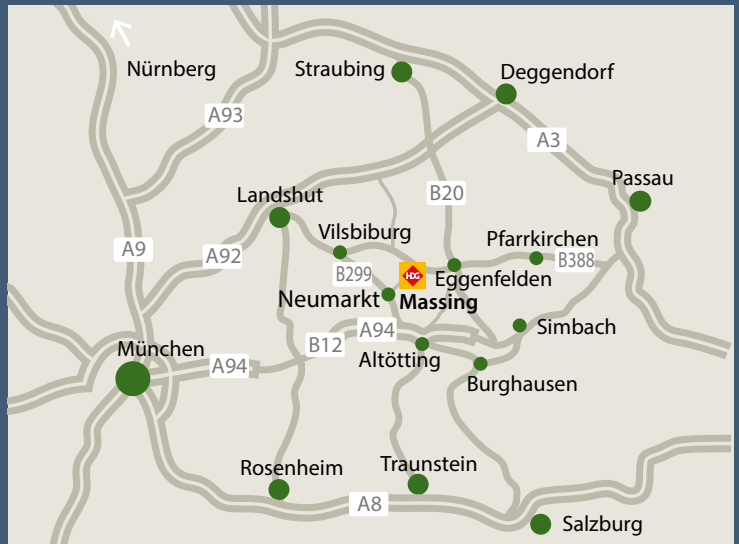 Nürnberg
Straubing
Deggendorf
A93
A3
Passau
B20
Landshut
Vilsbiburg
Pfarrkirchen
A9
A92
B299
HDG
Eggenfelden
B388
Neumarkt
Massing
Simbach
A94
B12
München
Altötting
A94
Burghausen
Rosenheim
Traunstein
A8
Salzburg